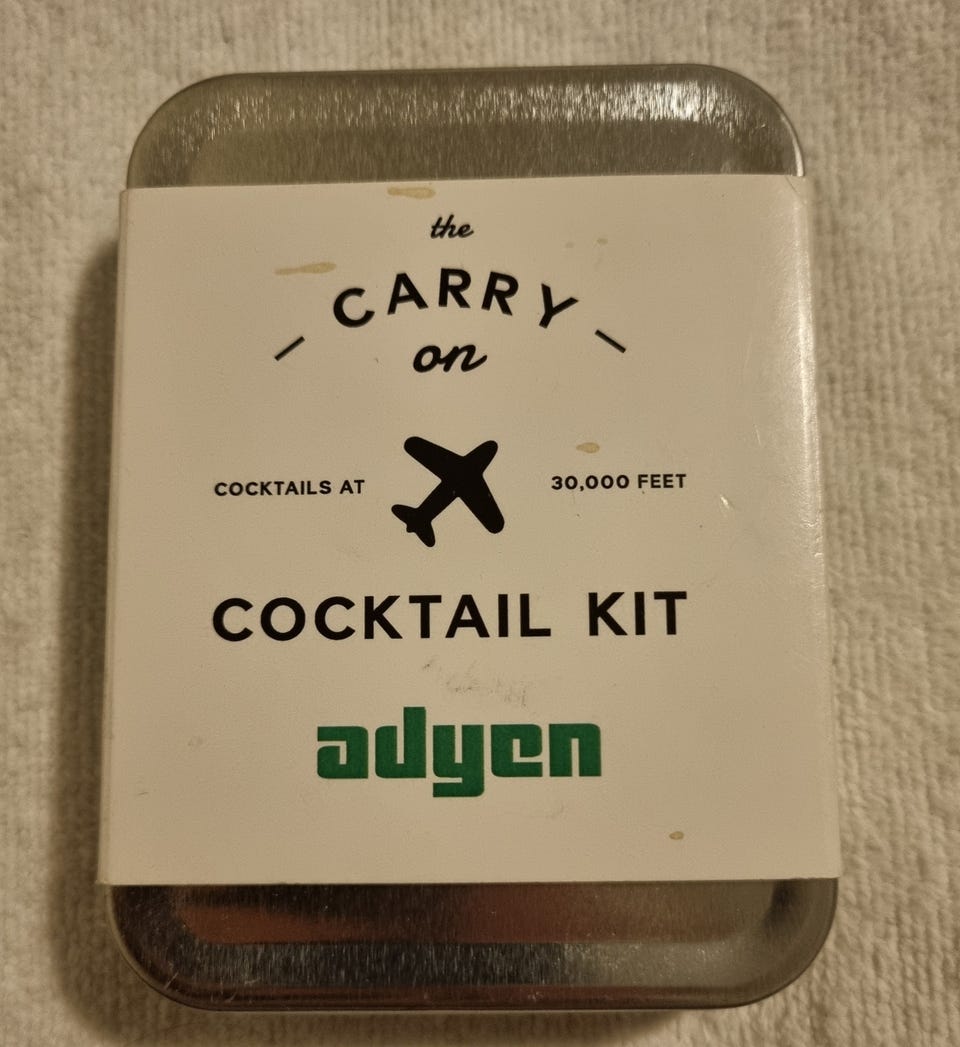 the
CARRY
on
COCKTAILS AT 30,000 FEET
COCKTAIL KIT
adyen